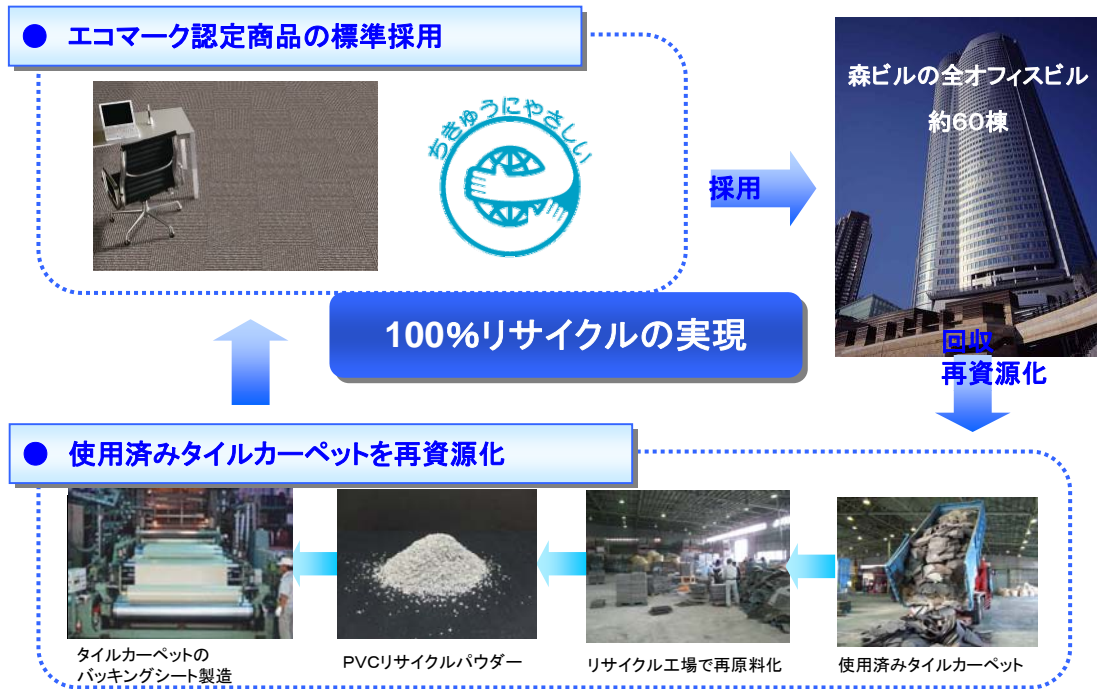 ● エコマーク認定商品の標準採用
ちきゅうにやさしい
採用
森ビルの全オフィスビル
約60棟
100%リサイクルの実現
回収
再資源化
● 使用済みタイルカーペットを再資源化
タイルカーペットの
バッキングシート製造
PVCリサイクルパウダー
リサイクル工場で再原料化
使用済みタイルカーペット